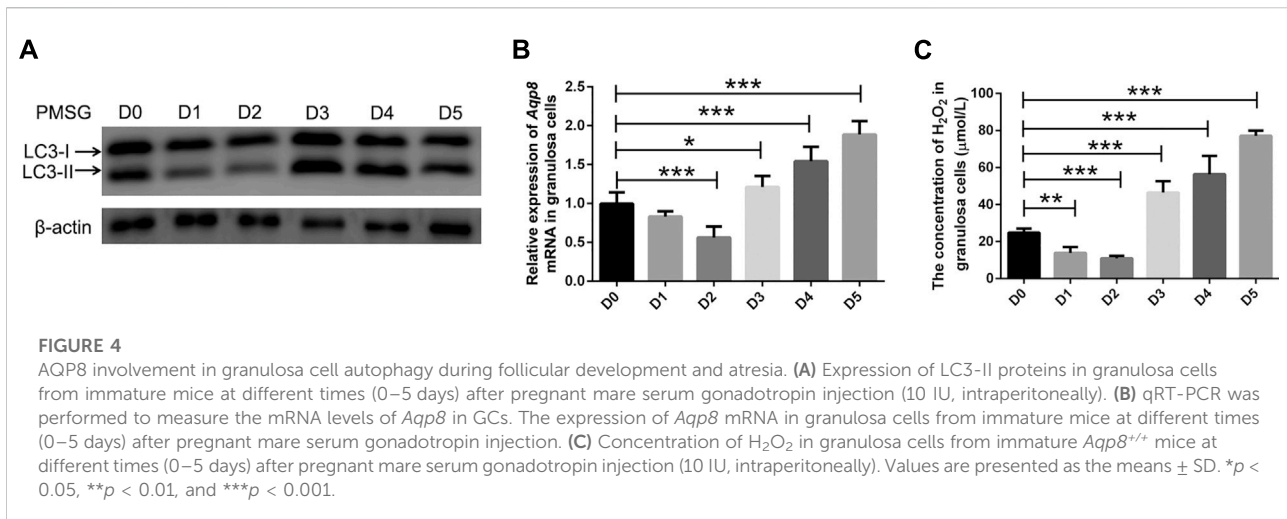 A
PMSG D0 D1 D2 D3 D4 D5
LC3-I
LC3-II
β-actin
B
Relative expression of Aqp8
mRNA in granulosa cells
2.5
2.0
1.5
1.0
0.5
0.0
***
***
*
***
D0 D1 D2 D3 D4 D5
C
The concentration of H₂O₂ in
granulosa cells (μmol/L)
100
80
60
40
20
0
***
***
***
***
**
D0 D1 D2 D3 D4 D5
FIGURE 4
AQP8 involvement in granulosa cell autophagy during follicular development and atresia. (A) Expression of LC3-II proteins in granulosa cells
from immature mice at different times (0–5 days) after pregnant mare serum gonadotropin injection (10 IU, intraperitoneally). (B) qRT-PCR was
performed to measure the mRNA levels of Aqp8 in GCs. The expression of Aqp8 mRNA in granulosa cells from immature mice at different times
(0–5 days) after pregnant mare serum gonadotropin injection. (C) Concentration of H₂O₂ in granulosa cells from immature Aqp8⁺/⁺ mice at
different times (0–5 days) after pregnant mare serum gonadotropin injection (10 IU, intraperitoneally). Values are presented as the means ± SD. *p <
0.05, **p < 0.01, and ***p < 0.001.